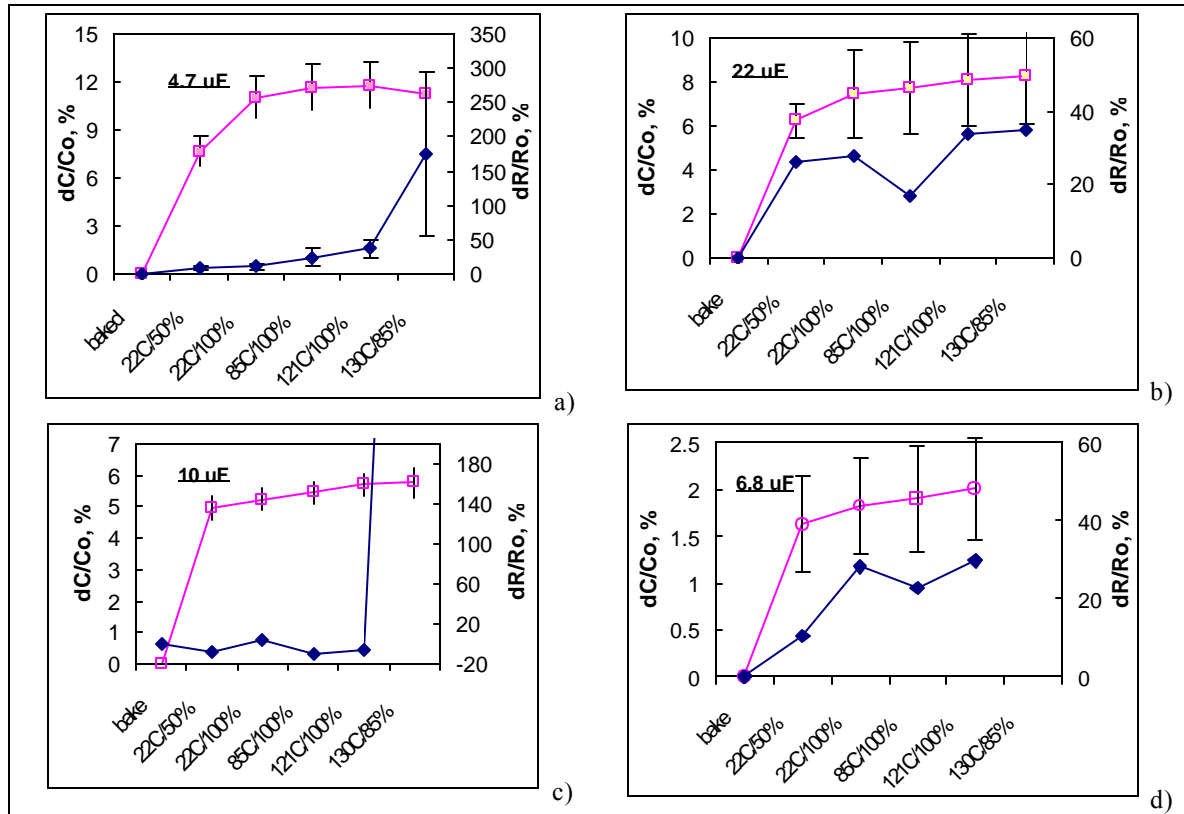 4.7 uF
dC/Co, %
15
12
9
6
3
0
dR/Ro, %
350
300
250
200
150
100
50
0
baked
22C/50%
22C/100%
85C/100%
121C/100%
130C/85%
a)
22 uF
dC/Co, %
10
8
6
4
2
0
dR/Ro, %
60
40
20
0
bake
22C/50%
22C/100%
85C/100%
121C/100%
130C/85%
b)
10 uF
dC/Co, %
7
6
5
4
3
2
1
0
dR/Ro, %
180
140
100
60
20
-20
bake
22C/50%
22C/100%
85C/100%
121C/100%
130C/85%
c)
6.8 uF
dC/Co, %
2.5
2
1.5
1
0.5
0
dR/Ro, %
60
40
20
0
bake
22C/50%
22C/100%
85C/100%
121C/100%
130C/85%
d)